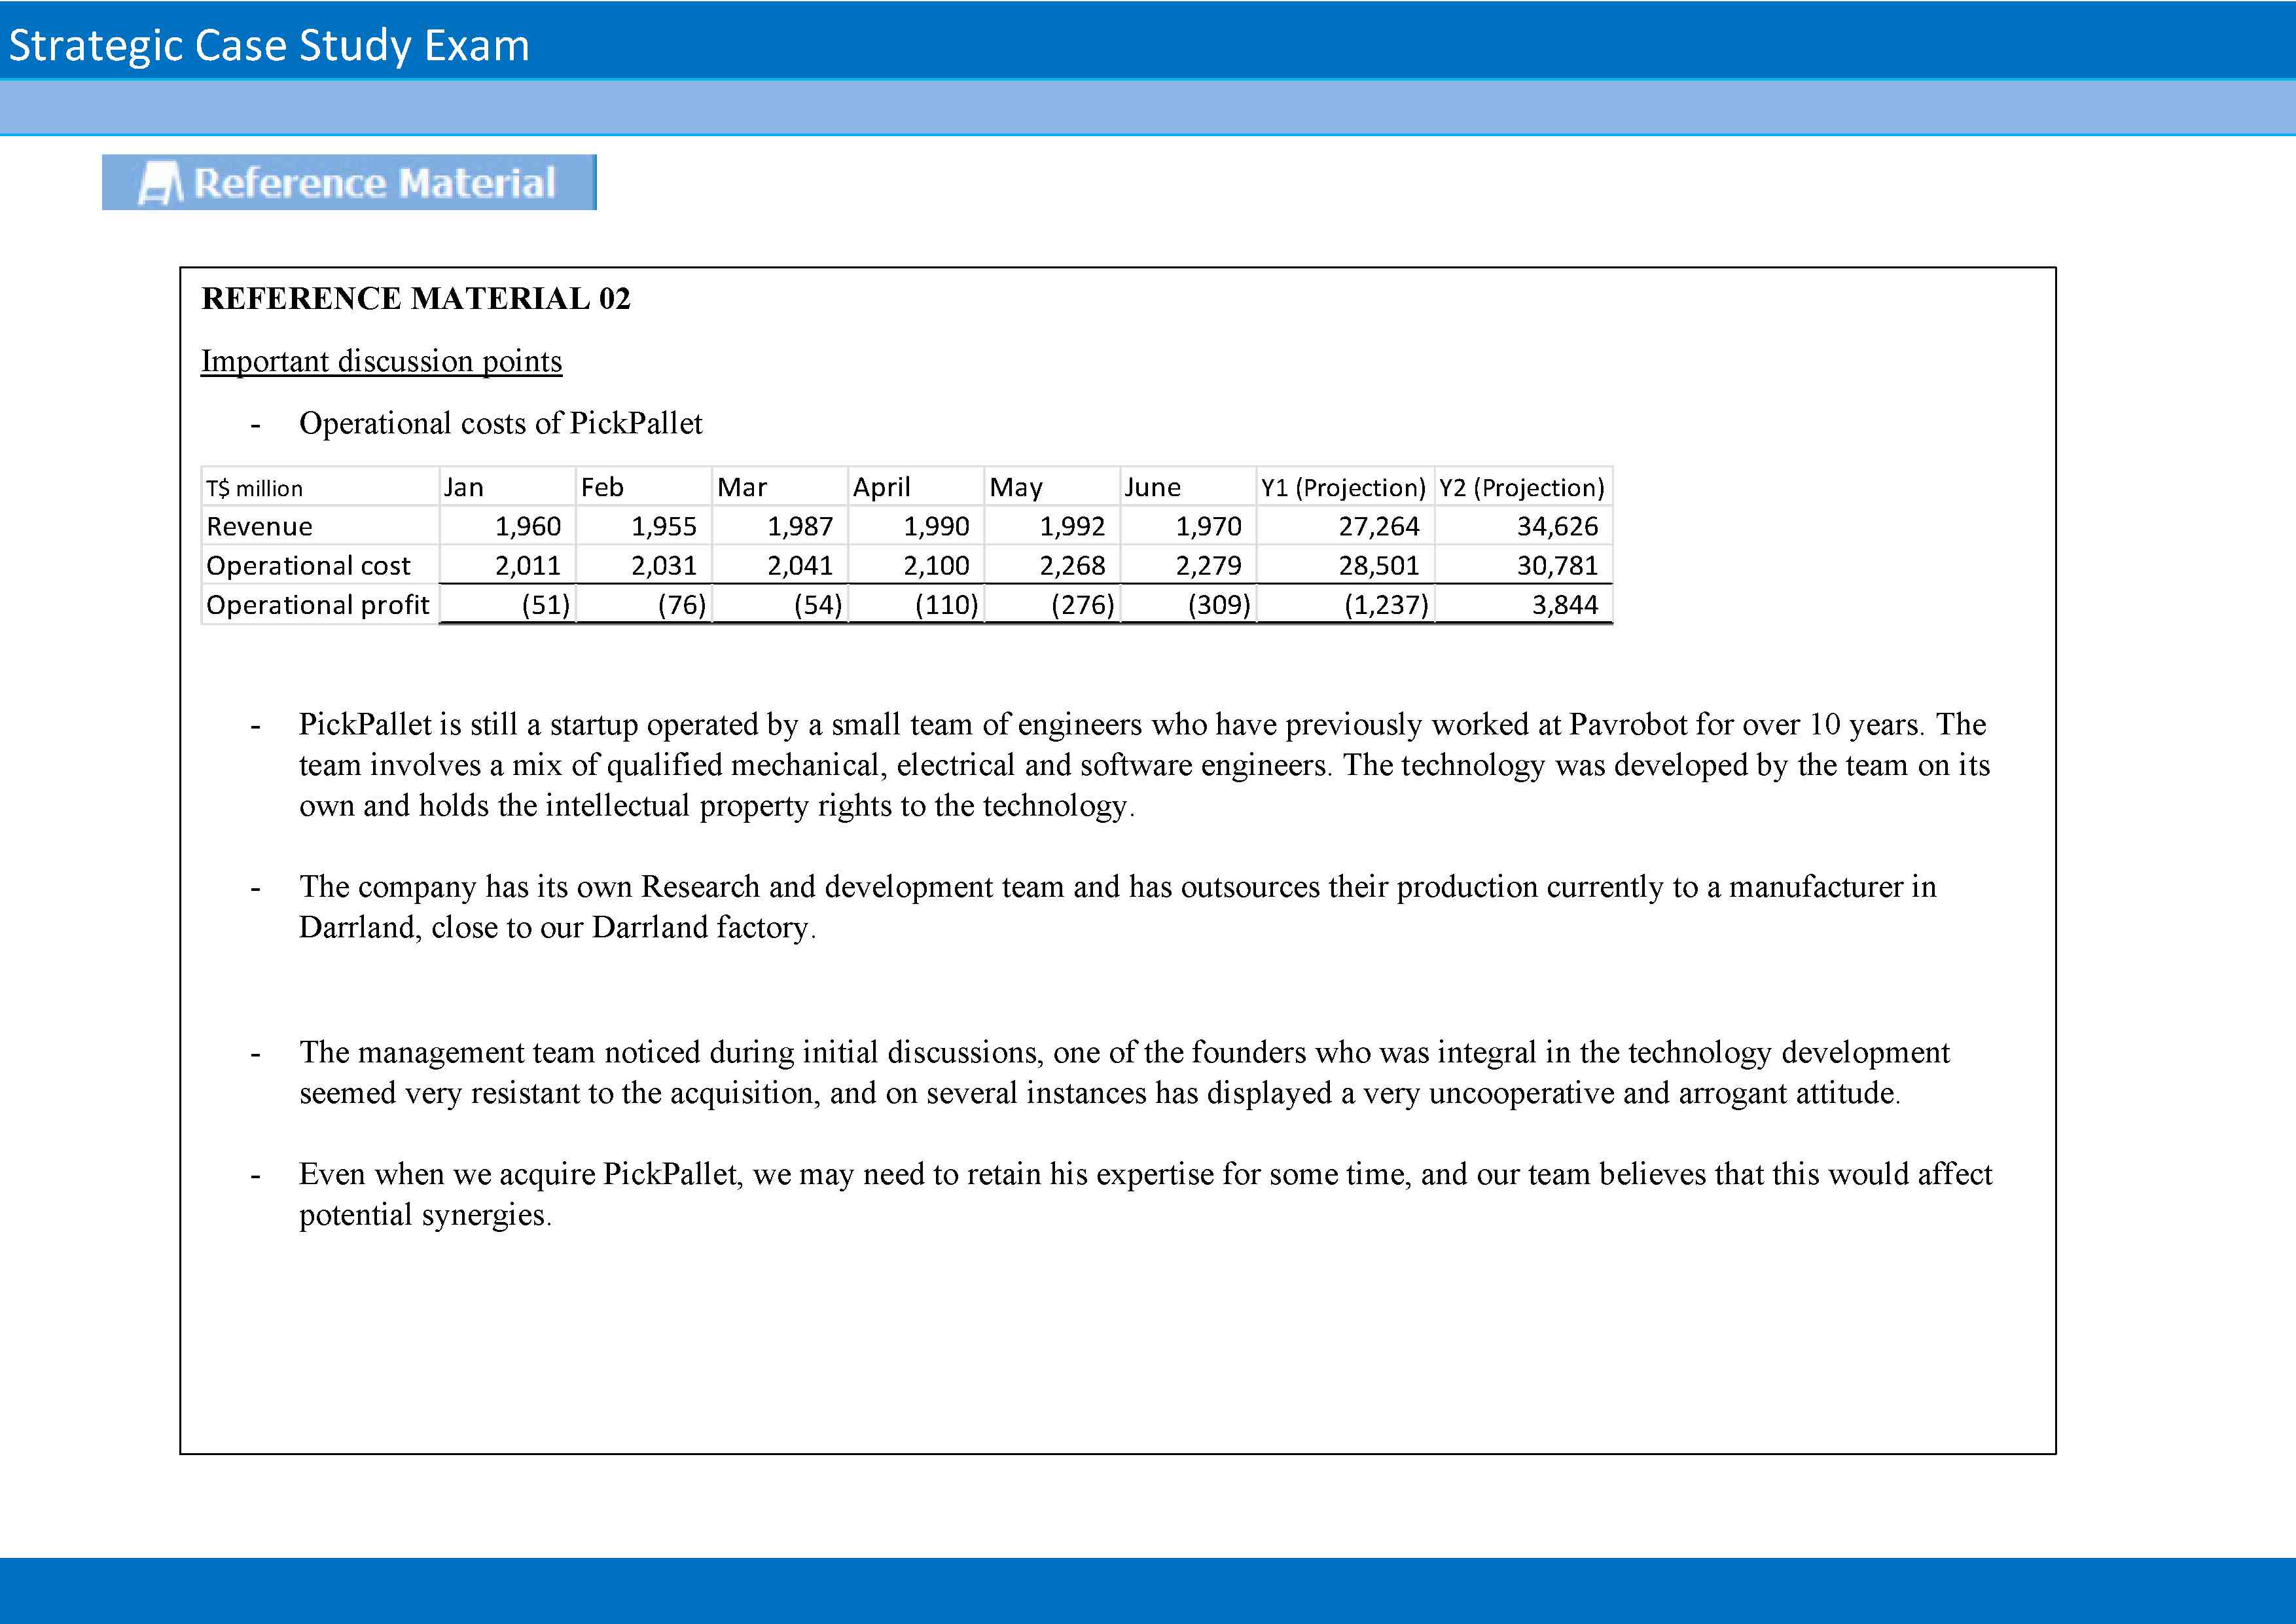 Strategic Case Study Exam
Reference Material
REFERENCE MATERIAL 02
Important discussion points
- Operational costs of PickPallet
T$ million Jan Feb Mar April May June Y1 (Projection) Y2 (Projection)
Revenue 1,960 1,955 1,987 1,990 1,992 1,970 27,264 34,626
Operational cost 2,011 2,031 2,041 2,100 2,268 2,279 28,501 30,781
Operational profit (51) (76) (54) (110) (276) (309) (1,237) 3,844
- PickPallet is still a startup operated by a small team of engineers who have previously worked at Pavrobot for over 10 years. The
team involves a mix of qualified mechanical, electrical and software engineers. The technology was developed by the team on its
own and holds the intellectual property rights to the technology.
- The company has its own Research and development team and has outsources their production currently to a manufacturer in
Darrland, close to our Darrland factory.
- The management team noticed during initial discussions, one of the founders who was integral in the technology development
seemed very resistant to the acquisition, and on several instances has displayed a very uncooperative and arrogant attitude.
- Even when we acquire PickPallet, we may need to retain his expertise for some time, and our team believes that this would affect
potential synergies.